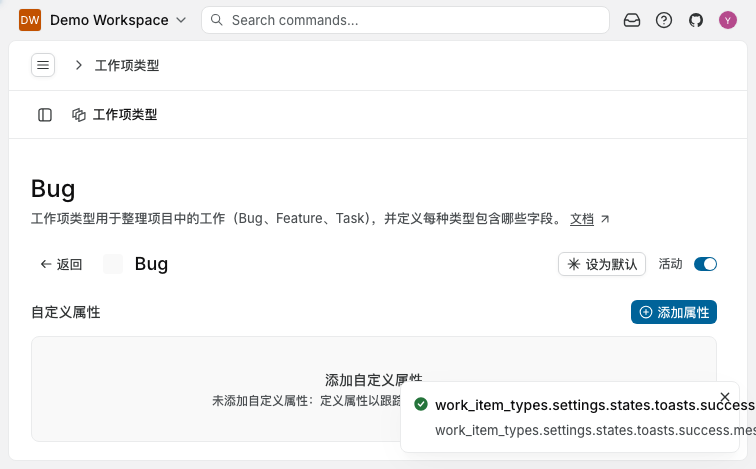 DW Demo Workspace Search commands... Y
工作项类型
工作项类型
Bug
工作项类型用于整理项目中的工作（Bug、Feature、Task），并定义每种类型包含哪些字段。 文档
返回 Bug 设为默认 活动
自定义属性 添加属性
添加自定义属性
未添加自定义属性：定义属性以跟踪
work_item_types.settings.states.toasts.success
work_item_types.settings.states.toasts.success.mes